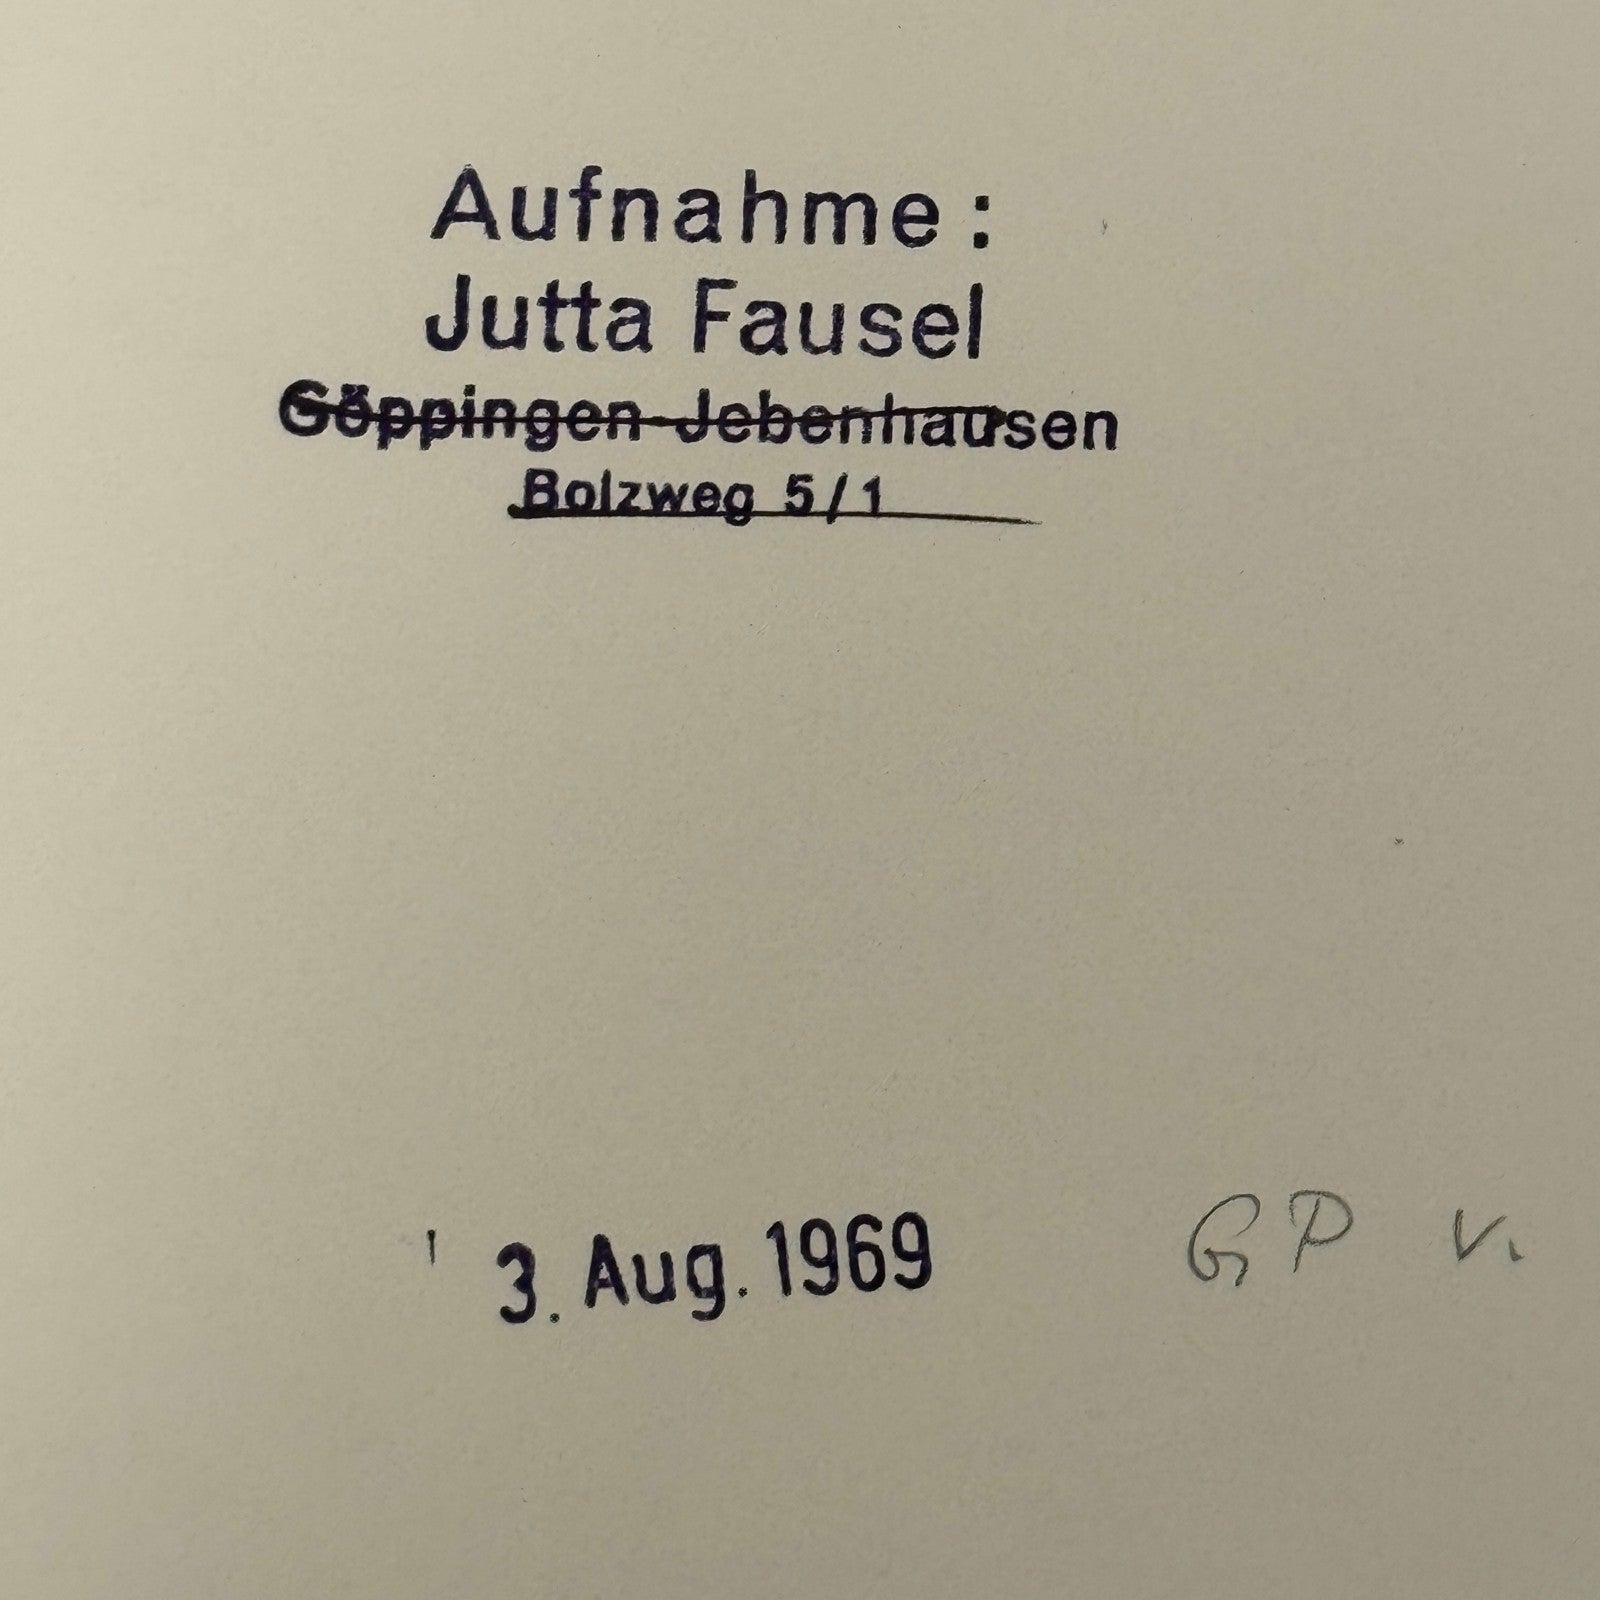 Aufnahme:
Jutta Fausel
Göppingen-Jebenhausen
Bolzweg 5/1
3. Aug. 1969 GP v.